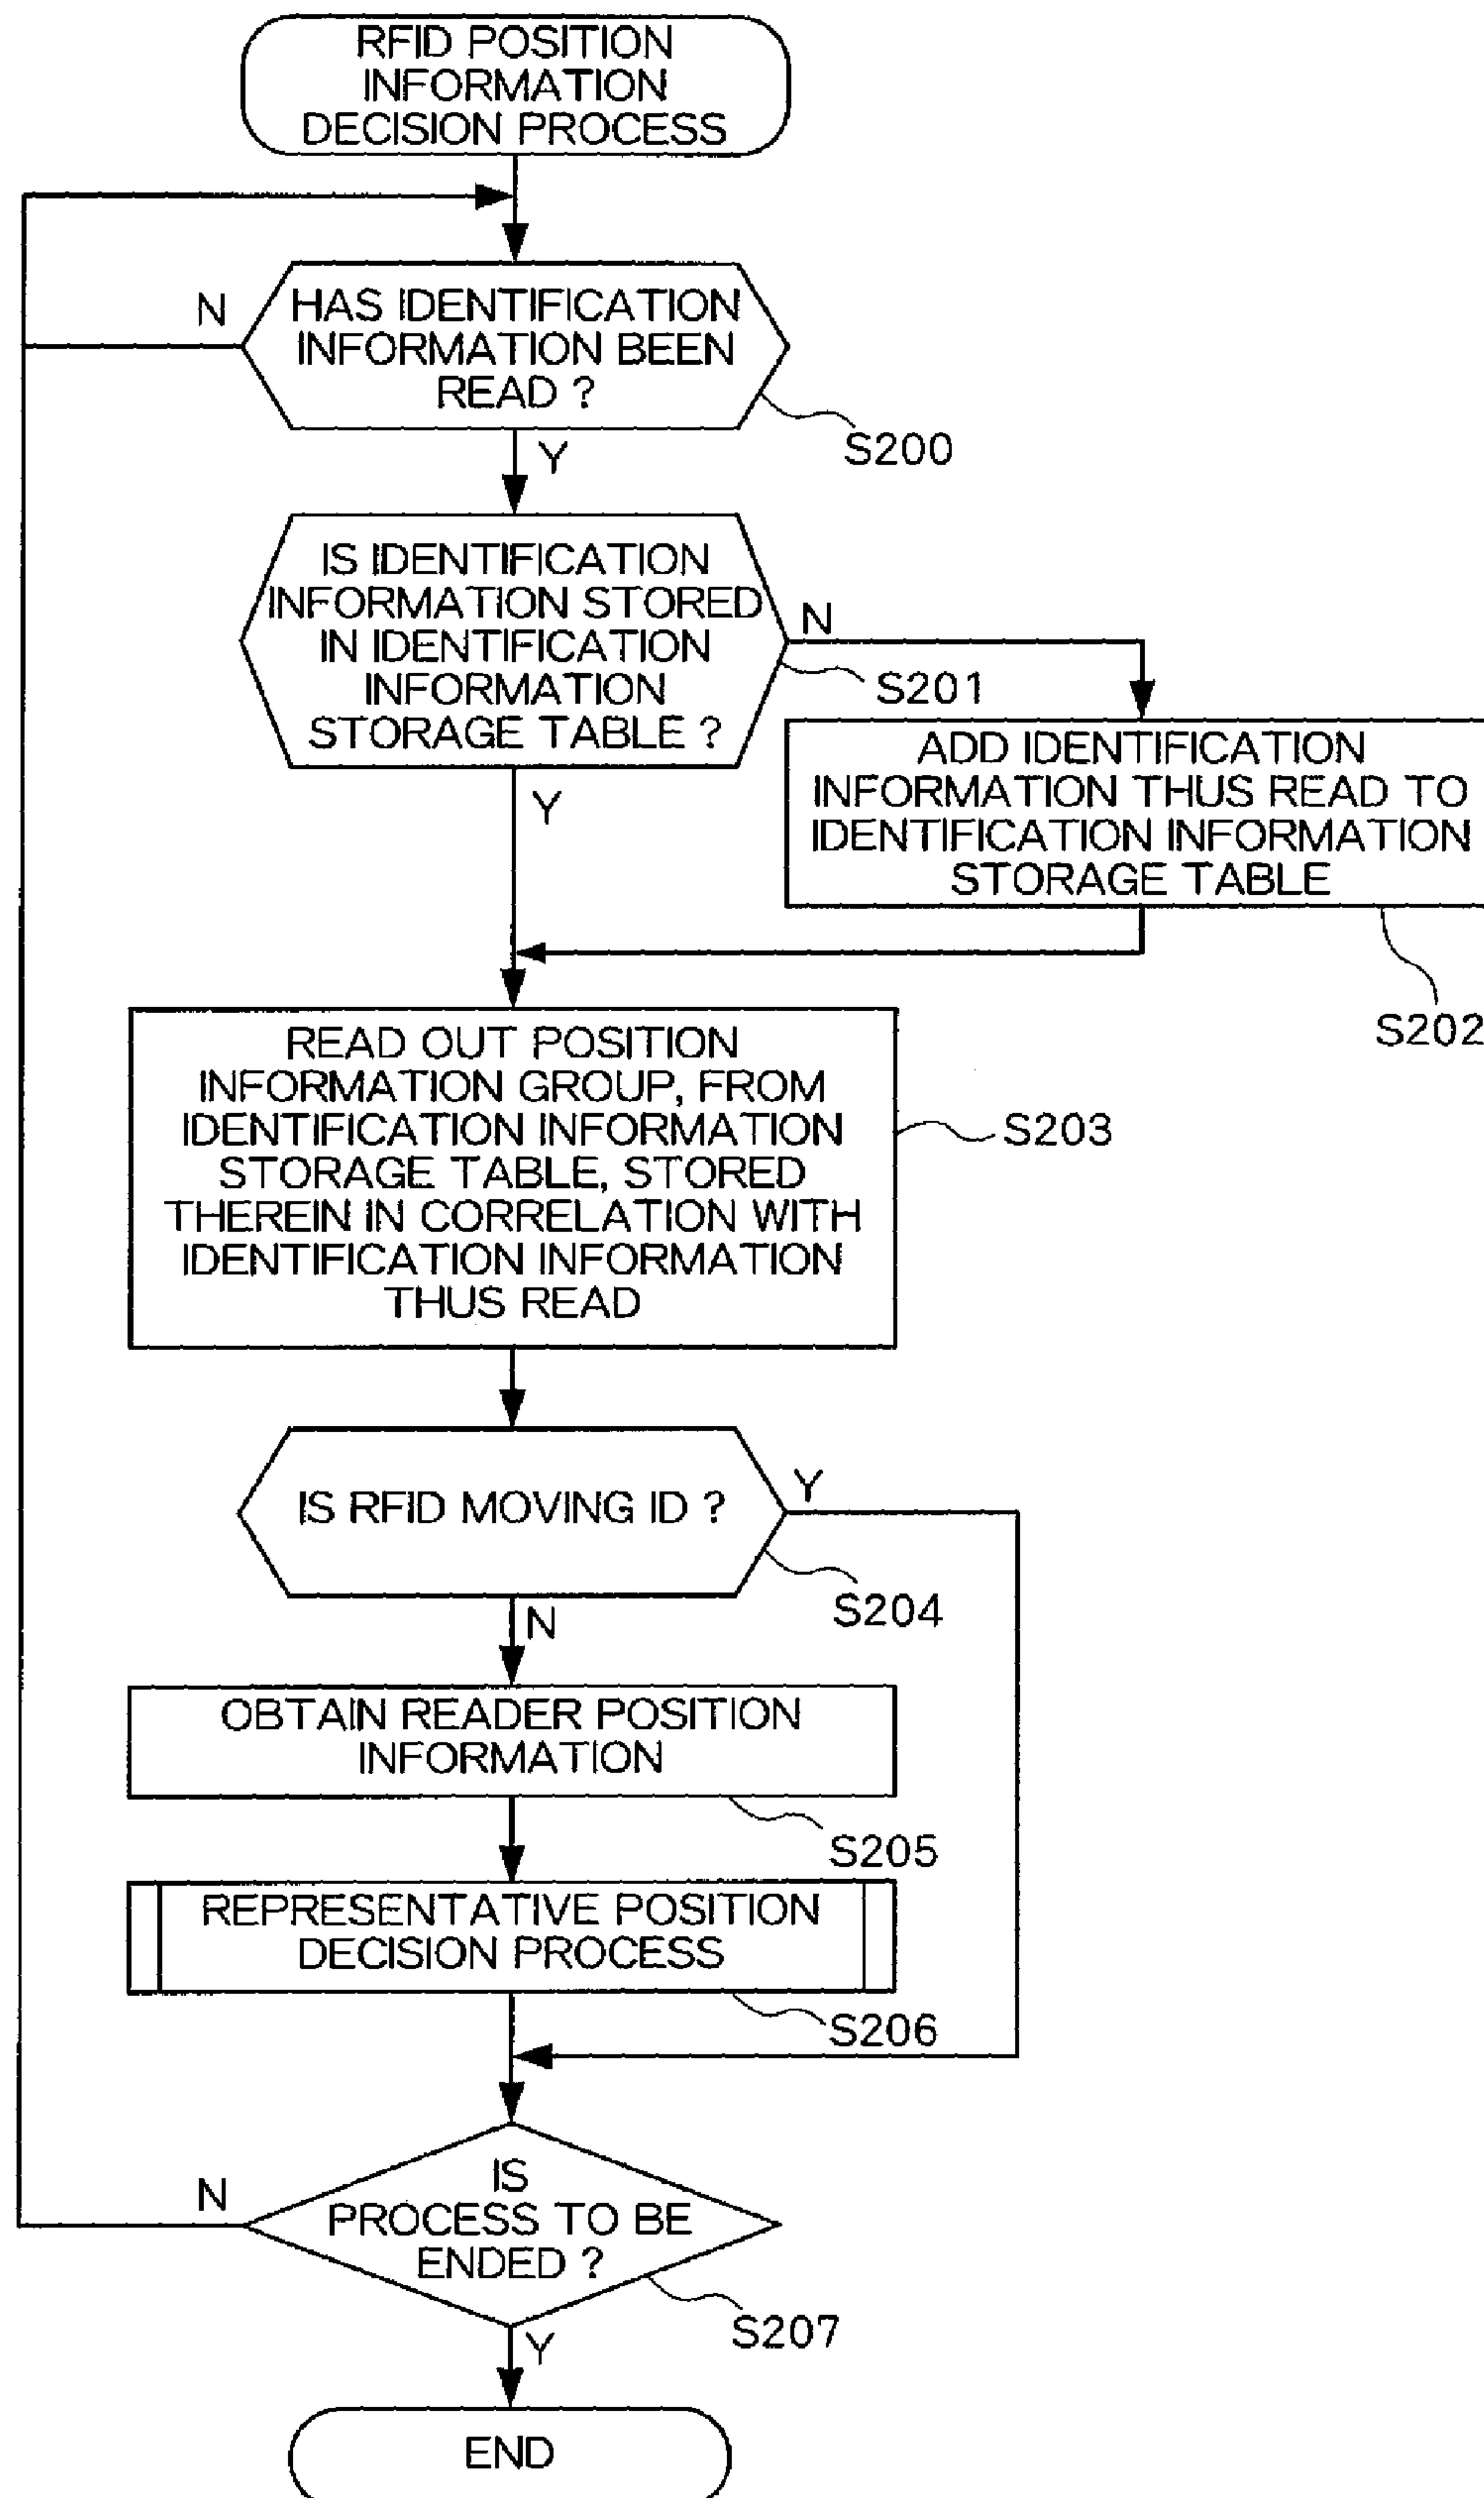 RFID POSITION
INFORMATION
DECISION PROCESS
N
HAS IDENTIFICATION
INFORMATION BEEN
READ ?
S200
Y
IS IDENTIFICATION
INFORMATION STORED
IN IDENTIFICATION
INFORMATION
STORAGE TABLE ?
N
S201
Y
ADD IDENTIFICATION
INFORMATION THUS READ TO
IDENTIFICATION INFORMATION
STORAGE TABLE
S202
READ OUT POSITION
INFORMATION GROUP, FROM
IDENTIFICATION INFORMATION
STORAGE TABLE, STORED
THEREIN IN CORRELATION WITH
IDENTIFICATION INFORMATION
THUS READ
S203
IS RFID MOVING ID ?
Y
S204
N
OBTAIN READER POSITION
INFORMATION
S205
REPRESENTATIVE POSITION
DECISION PROCESS
S206
N
IS
PROCESS TO BE
ENDED ?
S207
Y
END